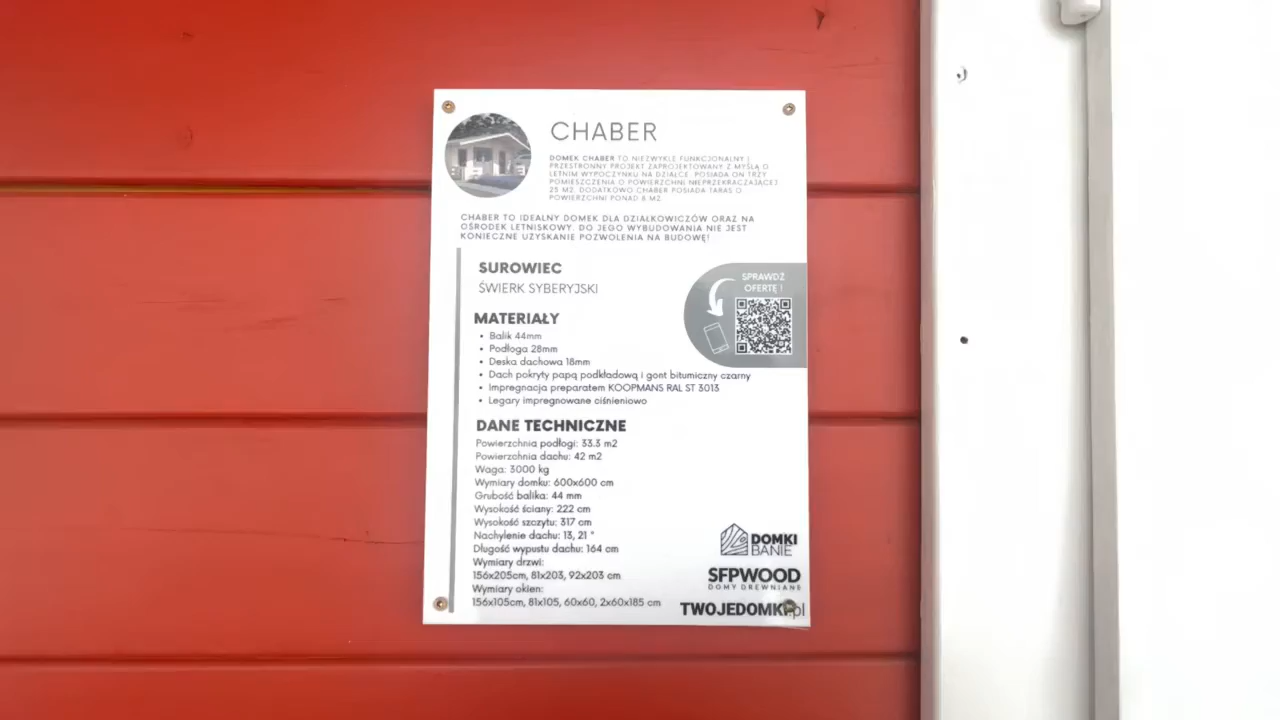 CHABER
DOMEK CHABER TO NIEZWYKLE FUNKCJONALNY I
PRZESTRONNY PROJEKT ZAPROJEKTOWANY Z MYŚLĄ O
LETNIM WYPOCZYNKU NA DZIAŁCE. POSIADA ON TRZY
POMIESZCZENIA O POWIERZCHNI NIEPRZEKRACZAJĄCEJ
25 M2. DODATKOWO CHABER POSIADA TARAS O
POWIERZCHNI PONAD 8 M2
CHABER TO IDEALNY DOMEK DLA DZIAŁKOWICZÓW ORAZ NA
OŚRODEK LETNISKOWY. DO JEGO WYBUDOWANIA NIE JEST
KONIECZNE UZYSKANIE POZWOLENIA NA BUDOWĘ!
SUROWIEC
ŚWIERK SYBERYJSKI
SPRAWDŹ
OFERTĘ !
MATERIAŁY
• Balik 44mm
• Podłoga 28mm
• Deska dachowa 18mm
• Dach pokryty papą podkładową i gont bitumiczny czarny
• Impregnacja preparatem KOOPMANS RAL ST 3013
• Legary impregnowane ciśnieniowo
DANE TECHNICZNE
Powierzchnia podłogi: 33.3 m2
Powierzchnia dachu: 42 m2
Waga: 3000 kg
Wymiary domku: 600x600 cm
Grubość balika: 44 mm
Wysokość ściany: 222 cm
Wysokość szczytu: 317 cm
Nachylenie dachu: 13, 21 °
Długość wypustu dachu: 164 cm
Wymiary drzwi:
156x205cm, 81x203, 92x203 cm
Wymiary okien:
156x105cm, 81x105, 60x60, 2x60x185 cm
DOMKI
BANIE
SFPWOOD
DOMY DREWNIANE
TWOJEDOMKI.pl